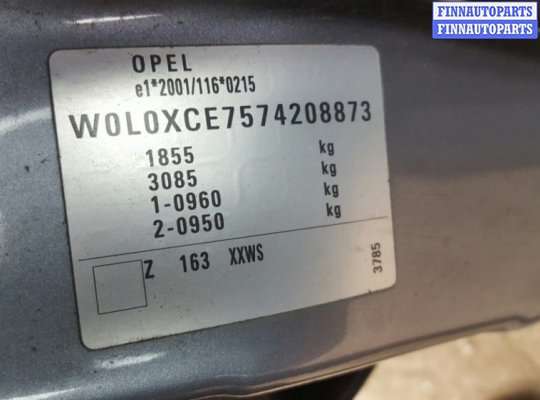 FINNAUTOPARTS
FINNAUTOPARTS
OPEL
e1*2001/116*0215
W0L0XCE7574208873
1855 kg
3085 kg
1-0960 kg
2-0950 kg
Z 163 XXWS
3785